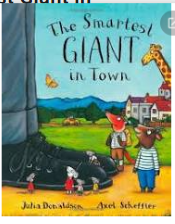 The Smartest
GIANT
in Town
Julia Donaldson Axel Scheffler